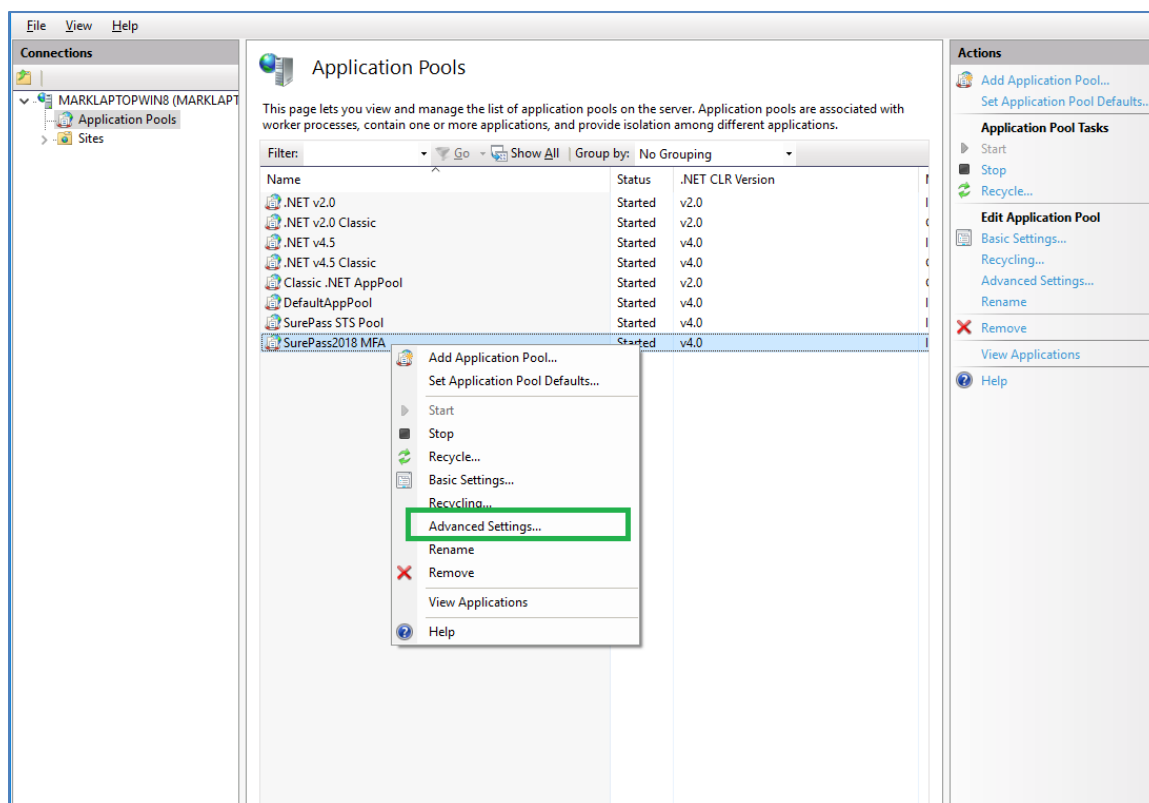 File View Help
Connections
MARKLAPTOPWIN8 (MARKLAPT
Application Pools
Sites
Application Pools
This page lets you view and manage the list of application pools on the server. Application pools are associated with
worker processes, contain one or more applications, and provide isolation among different applications.
Filter: Go Show All Group by: No Grouping
Name Status .NET CLR Version
.NET v2.0 Started v2.0
.NET v2.0 Classic Started v2.0
.NET v4.5 Started v4.0
.NET v4.5 Classic Started v4.0
Classic .NET AppPool Started v2.0
DefaultAppPool Started v4.0
SurePass STS Pool Started v4.0
SurePass2018 MFA Started v4.0
Add Application Pool...
Set Application Pool Defaults...
Start
Stop
Recycle...
Basic Settings...
Recycling...
Advanced Settings...
Rename
Remove
View Applications
Help
Actions
Add Application Pool...
Set Application Pool Defaults...
Application Pool Tasks
Start
Stop
Recycle...
Edit Application Pool
Basic Settings...
Recycling...
Advanced Settings...
Rename
Remove
View Applications
Help